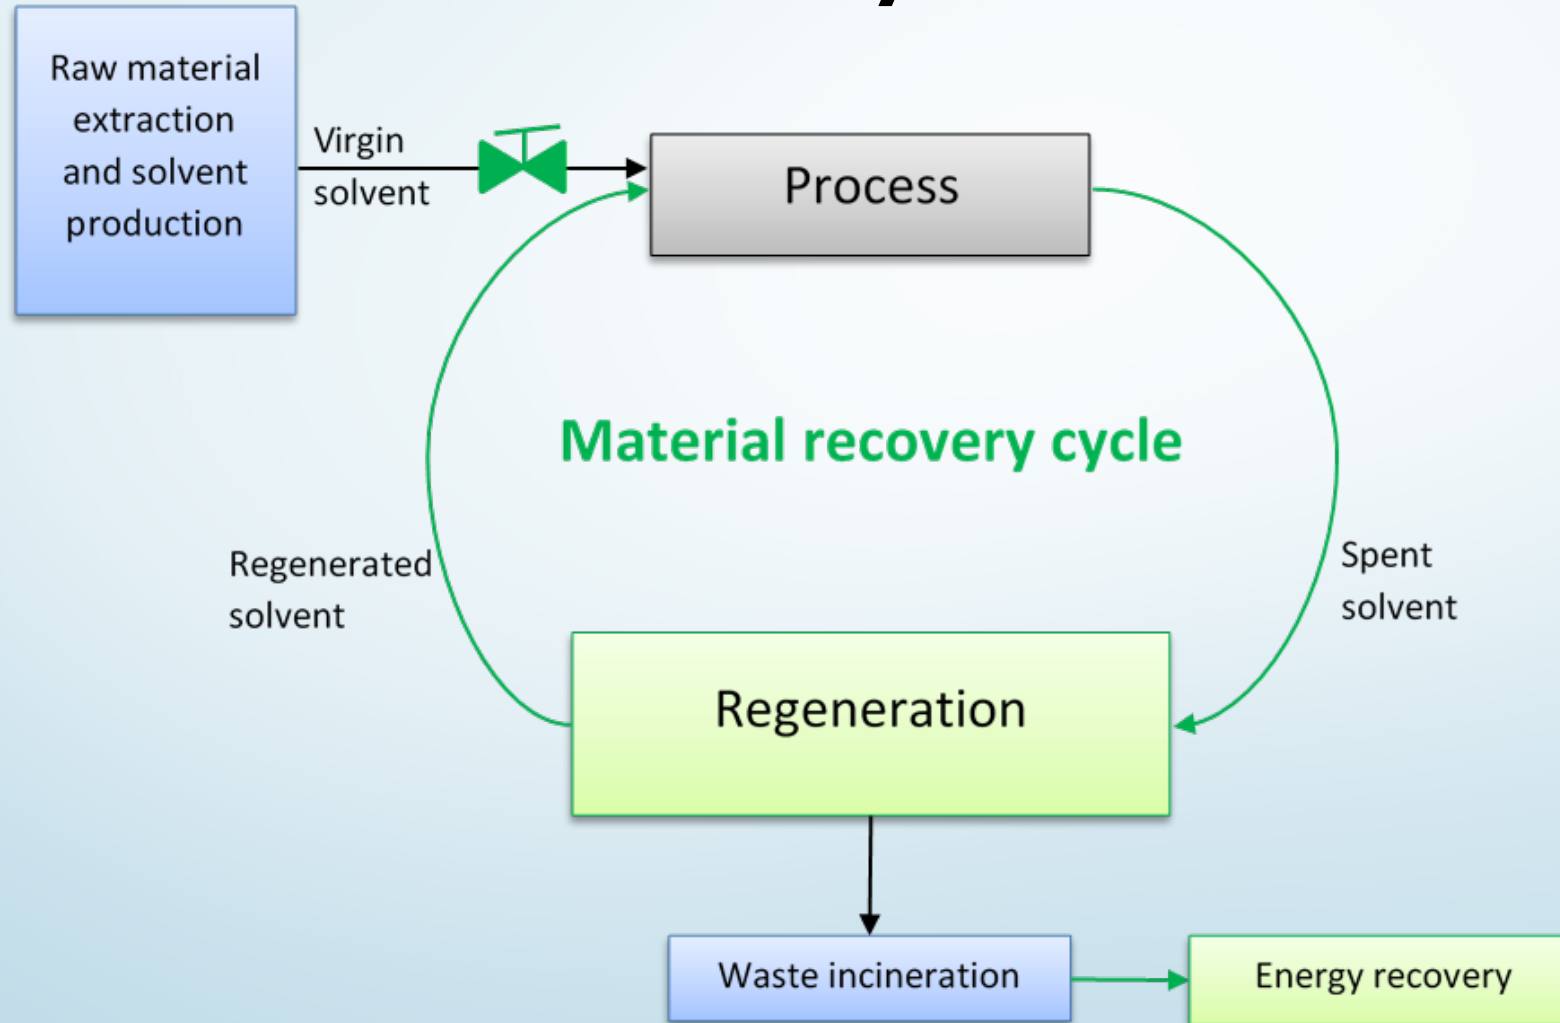 Raw material
extraction
and solvent
production
Virgin
solvent
Process
Material recovery cycle
Regenerated
solvent
Spent
solvent
Regeneration
Waste incineration
Energy recovery